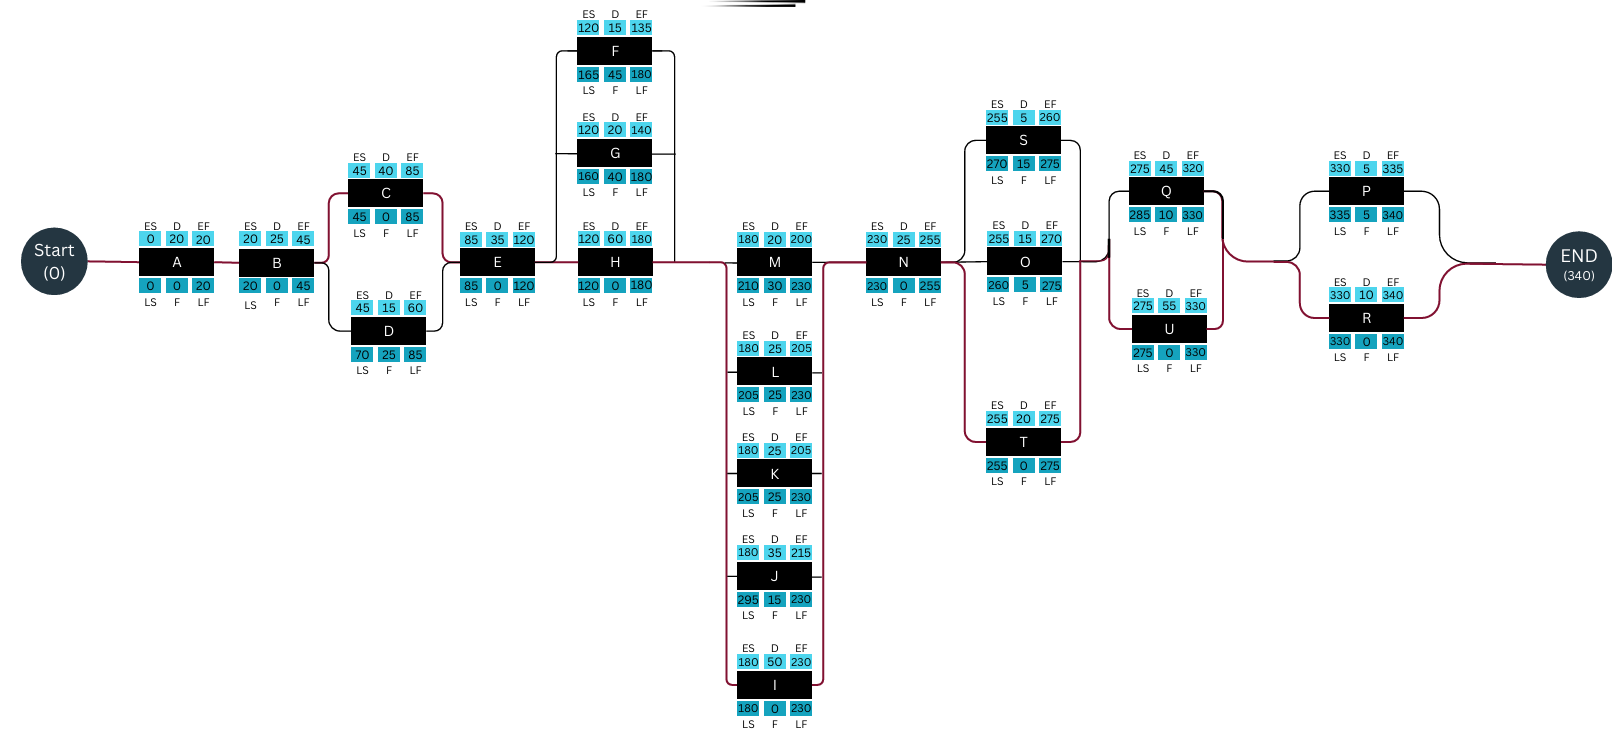 Start
(0)
ES D EF
0 20 20
A
0 0 20
LS F LF
ES D EF
20 25 45
B
20 0 45
LS F LF
ES D EF
45 40 85
C
45 0 85
LS F LF
ES D EF
45 15 60
D
70 25 85
LS F LF
ES D EF
85 35 120
E
85 0 120
LS F LF
ES D EF
120 15 135
F
165 45 180
LS F LF
ES D EF
120 20 140
G
160 40 180
LS F LF
ES D EF
120 60 180
H
120 0 180
LS F LF
ES D EF
180 20 200
M
210 30 230
LS F LF
ES D EF
180 25 205
L
205 25 230
LS F LF
ES D EF
180 25 205
K
205 25 230
LS F LF
ES D EF
180 35 215
J
295 15 230
LS F LF
ES D EF
180 50 230
I
180 0 230
LS F LF
ES D EF
230 25 255
N
230 0 255
LS F LF
ES D EF
255 5 260
S
270 15 275
LS F LF
ES D EF
255 15 270
O
260 5 275
LS F LF
ES D EF
255 20 275
T
255 0 275
LS F LF
ES D EF
275 45 320
Q
285 10 330
LS F LF
ES D EF
275 55 330
U
275 0 330
LS F LF
ES D EF
330 5 335
P
335 5 340
LS F LF
ES D EF
330 10 340
R
330 0 340
LS F LF
END
(340)